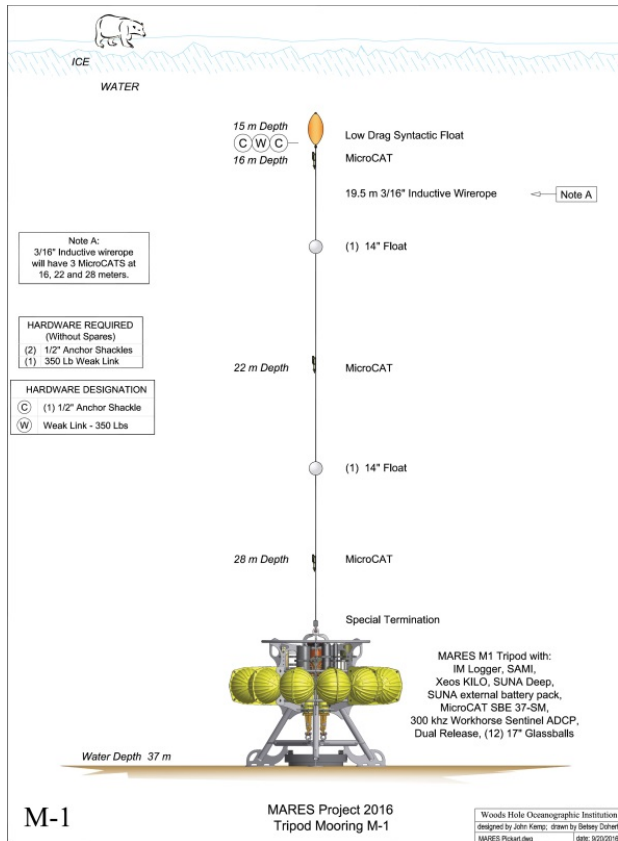 ICE
WATER
15 m Depth
Low Drag Syntactic Float
C W C
16 m Depth
MicroCAT
19.5 m 3/16" Inductive Wirerope
Note A
Note A:
3/16" Inductive wirerope
will have 3 MicroCATS at
16, 22 and 28 meters.
(1) 14" Float
HARDWARE REQUIRED
(Without Spares)
(2) 1/2" Anchor Shackles
(1) 350 Lb Weak Link
22 m Depth
MicroCAT
HARDWARE DESIGNATION
C (1) 1/2" Anchor Shackle
W Weak Link - 350 Lbs
(1) 14" Float
28 m Depth
MicroCAT
Special Termination
MARES M1 Tripod with:
IM Logger, SAMI,
Xeos KILO, SUNA Deep,
SUNA external battery pack,
MicroCAT SBE 37-SM,
300 khz Workhorse Sentinel ADCP,
Dual Release, (12) 17" Glassballs
Water Depth 37 m
M-1
MARES Project 2016
Tripod Mooring M-1
Woods Hole Oceanographic Institution
designed by John Kemp; drawn by Betsey Doherty
MARES Pickart.dwg
date: 9/20/2016